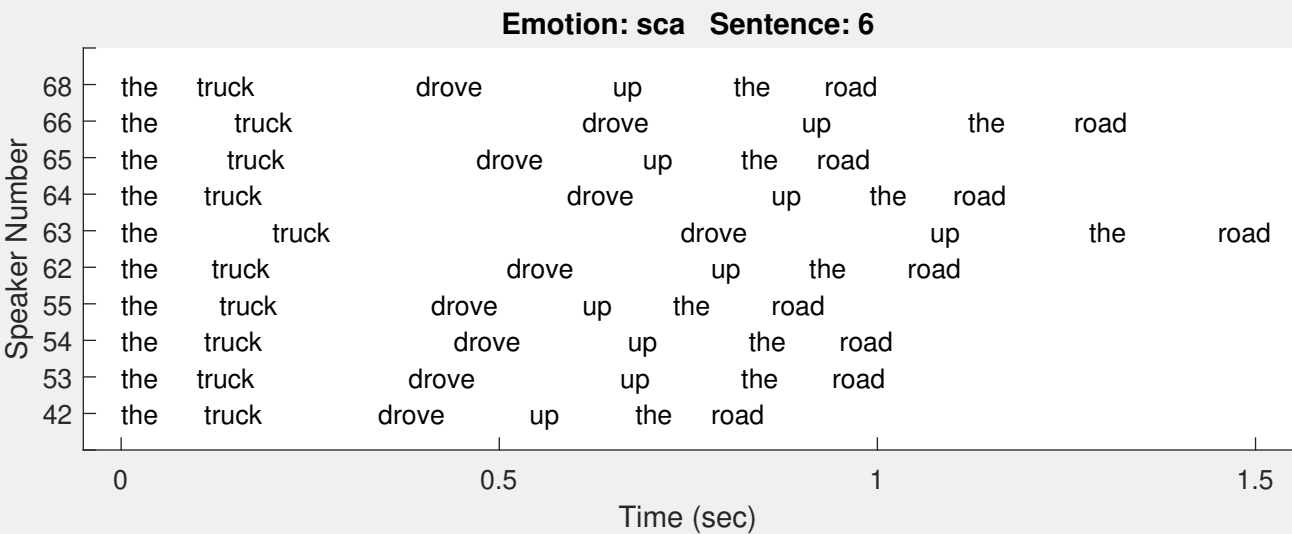 Emotion: sca Sentence: 6
68 the truck drove up the road
66 the truck drove up the road
65 the truck drove up the road
64 the truck drove up the road
63 the truck drove up the road
62 the truck drove up the road
55 the truck drove up the road
54 the truck drove up the road
53 the truck drove up the road
42 the truck drove up the road
Speaker Number
0 0.5 1 1.5
Time (sec)